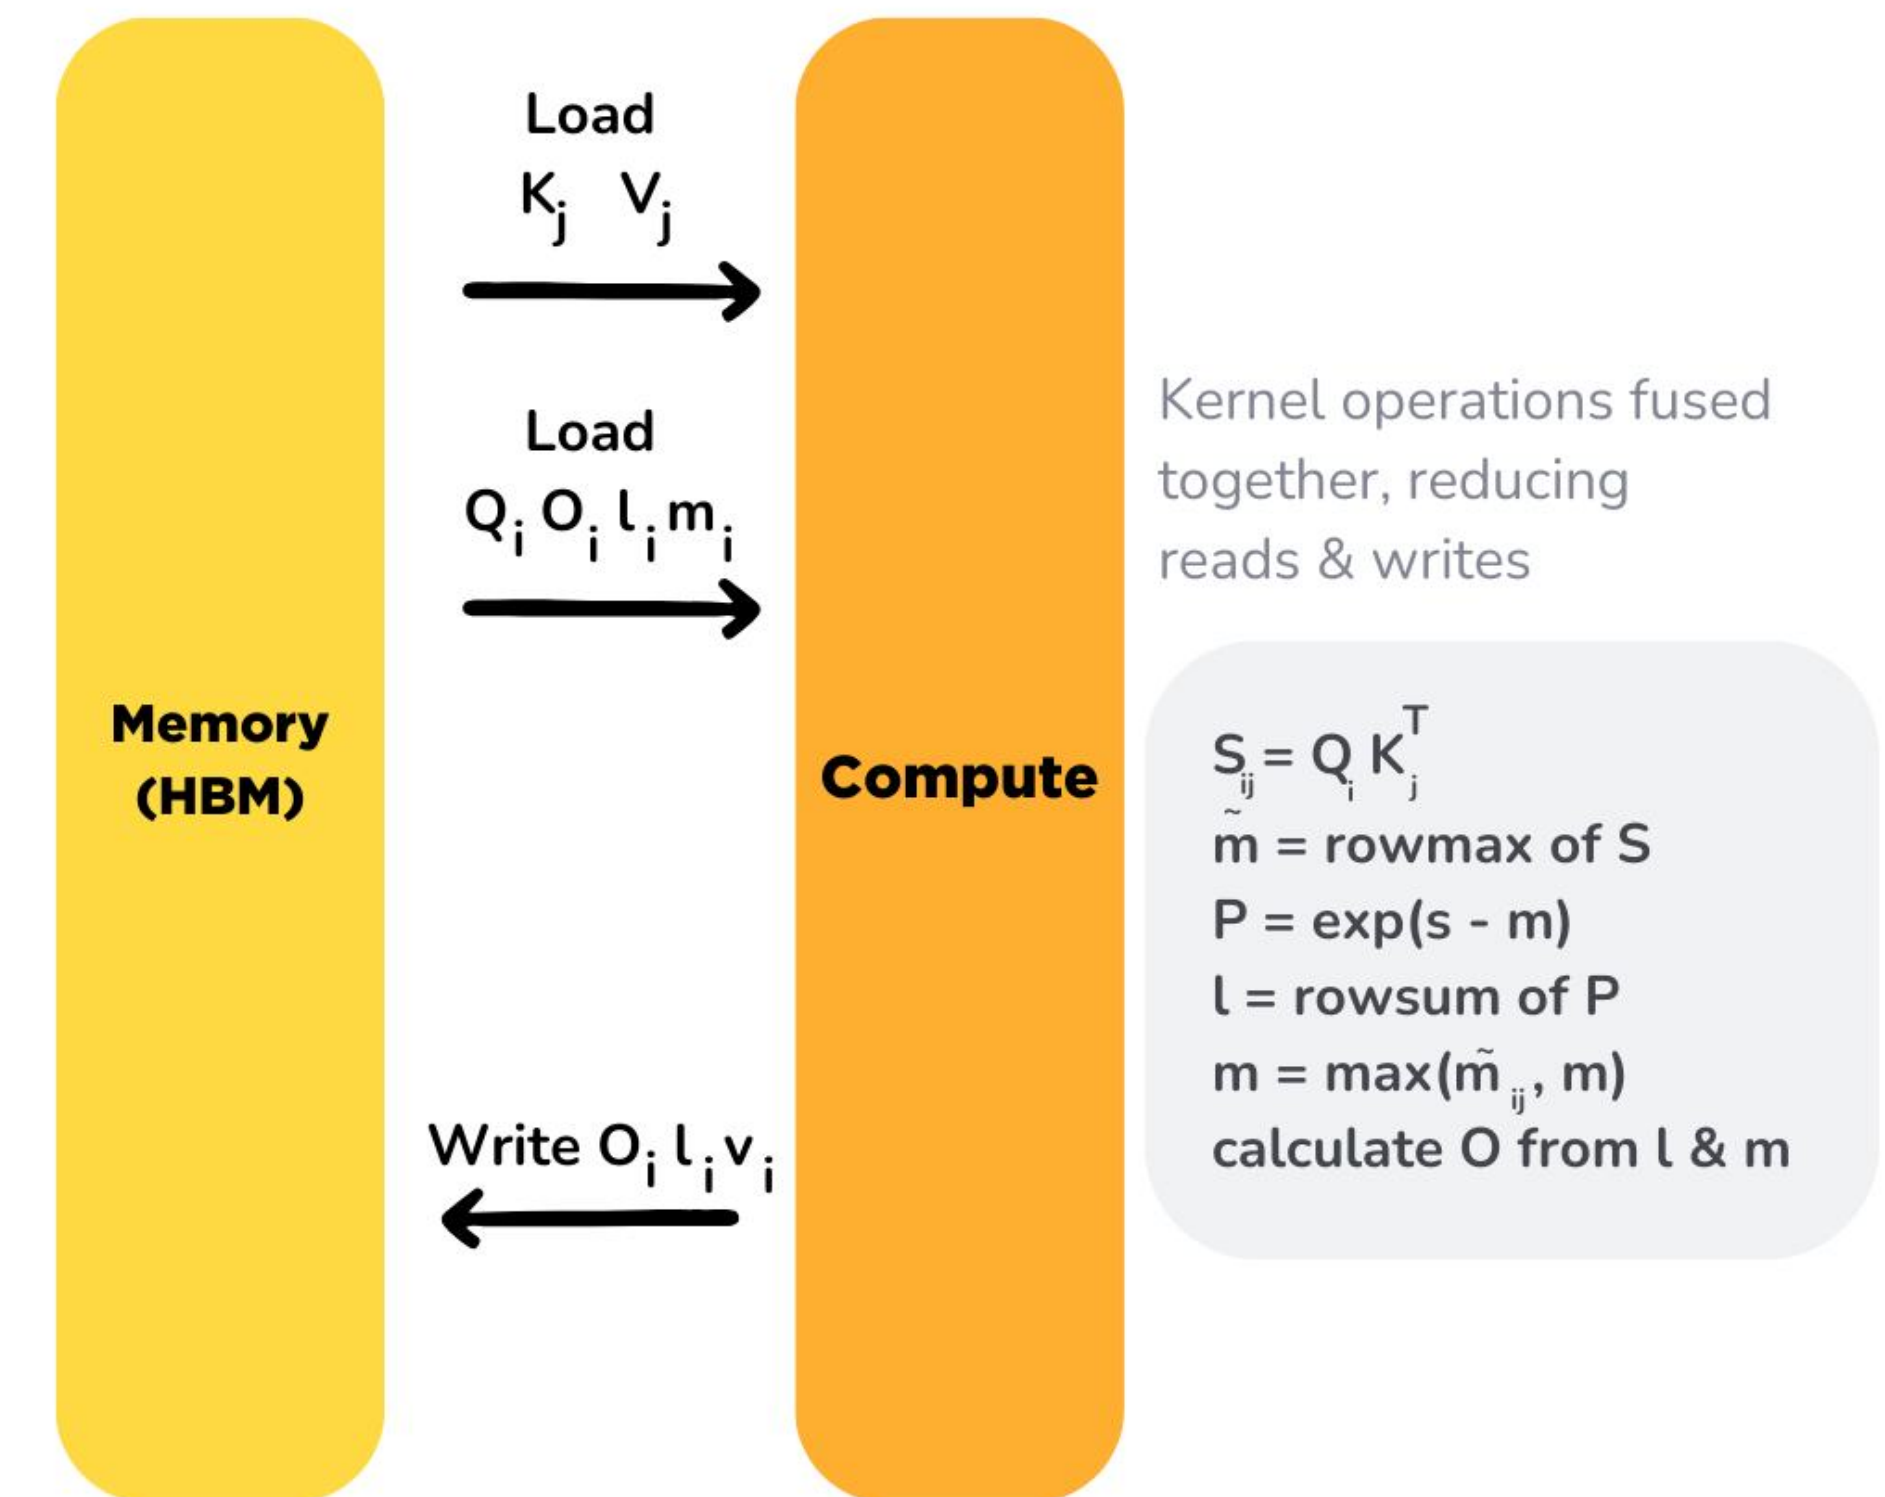 Load
Kj Vj
Load
Qi Oi li mi
Memory
(HBM)
Compute
Write Oi li vi
Kernel operations fused
together, reducing
reads & writes
Sij = Qi KjT
m̃ = rowmax of S
P = exp(s - m)
l = rowsum of P
m = max(m̃ij, m)
calculate O from l & m